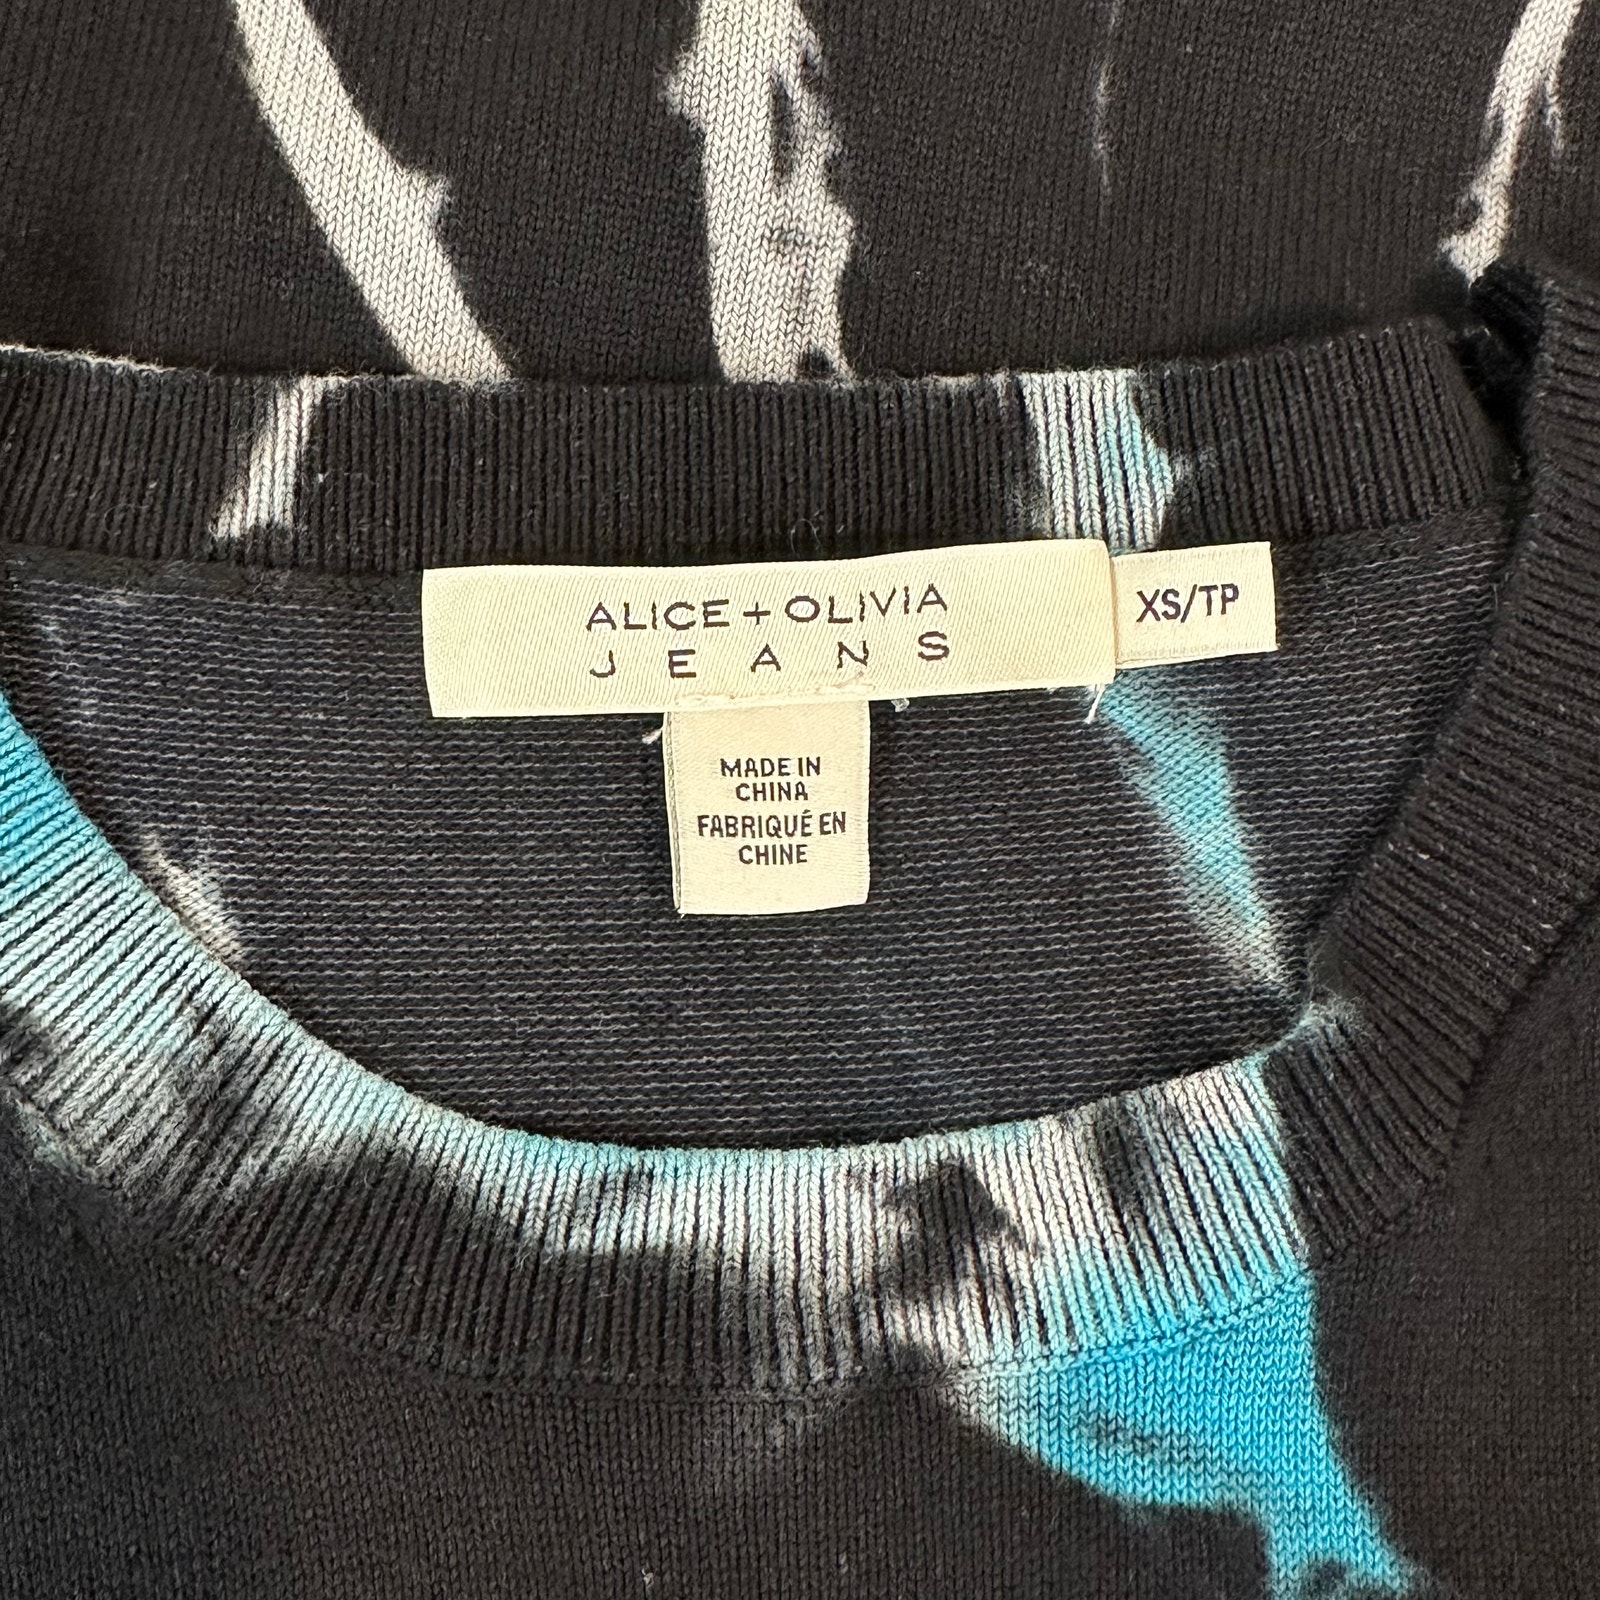 ALICE + OLIVIA
JEANS
XS/TP
MADE IN
CHINA
FABRIQUÉ EN
CHINE